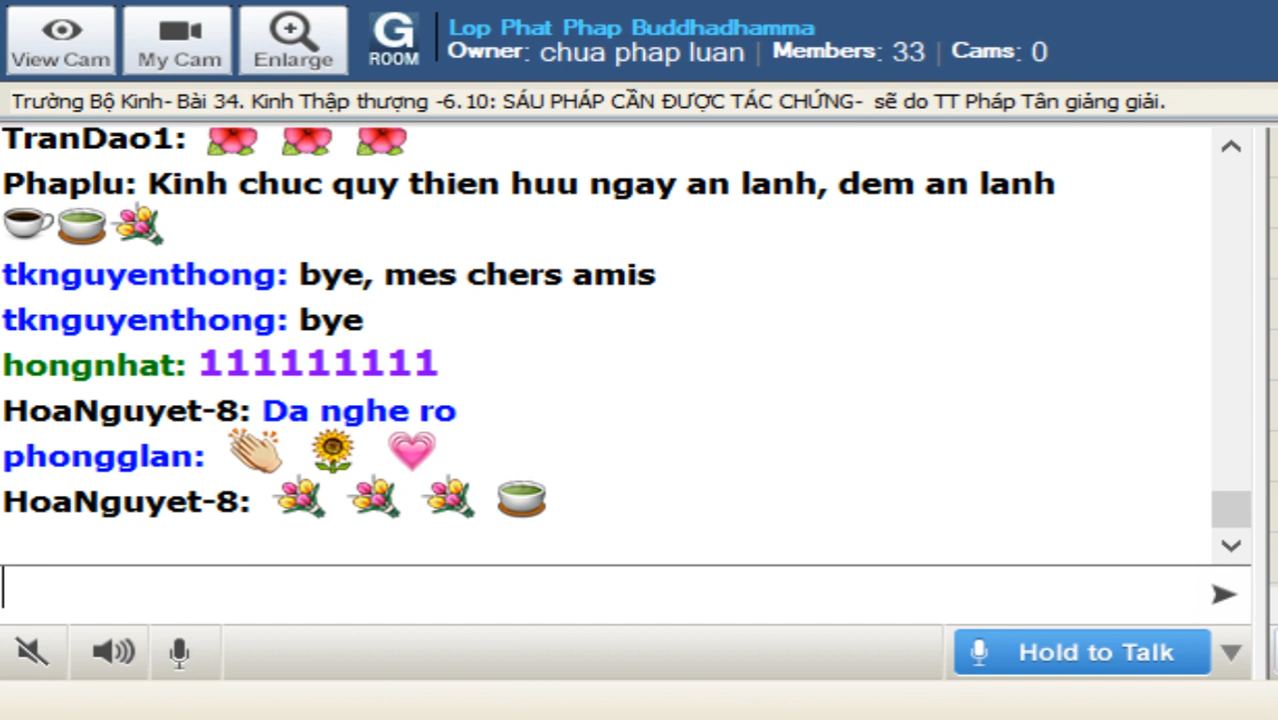 View Cam
My Cam
Enlarge
G
ROOM
Lop Phat Phap Buddhadhamma
Owner: chua phap luan | Members: 33 | Cams: 0
Trường Bộ Kinh- Bài 34. Kinh Thập thượng -6.10: SÁU PHÁP CẦN ĐƯỢC TÁC CHỨNG- sẽ do TT Pháp Tân giảng giải.
TranDao1:
Phaplu: Kinh chuc quy thien huu ngay an lanh, dem an lanh
tknguyenthong: bye, mes chers amis
tknguyenthong: bye
hongnhat: 111111111
HoaNguyet-8: Da nghe ro
phongglan:
HoaNguyet-8:
Hold to Talk